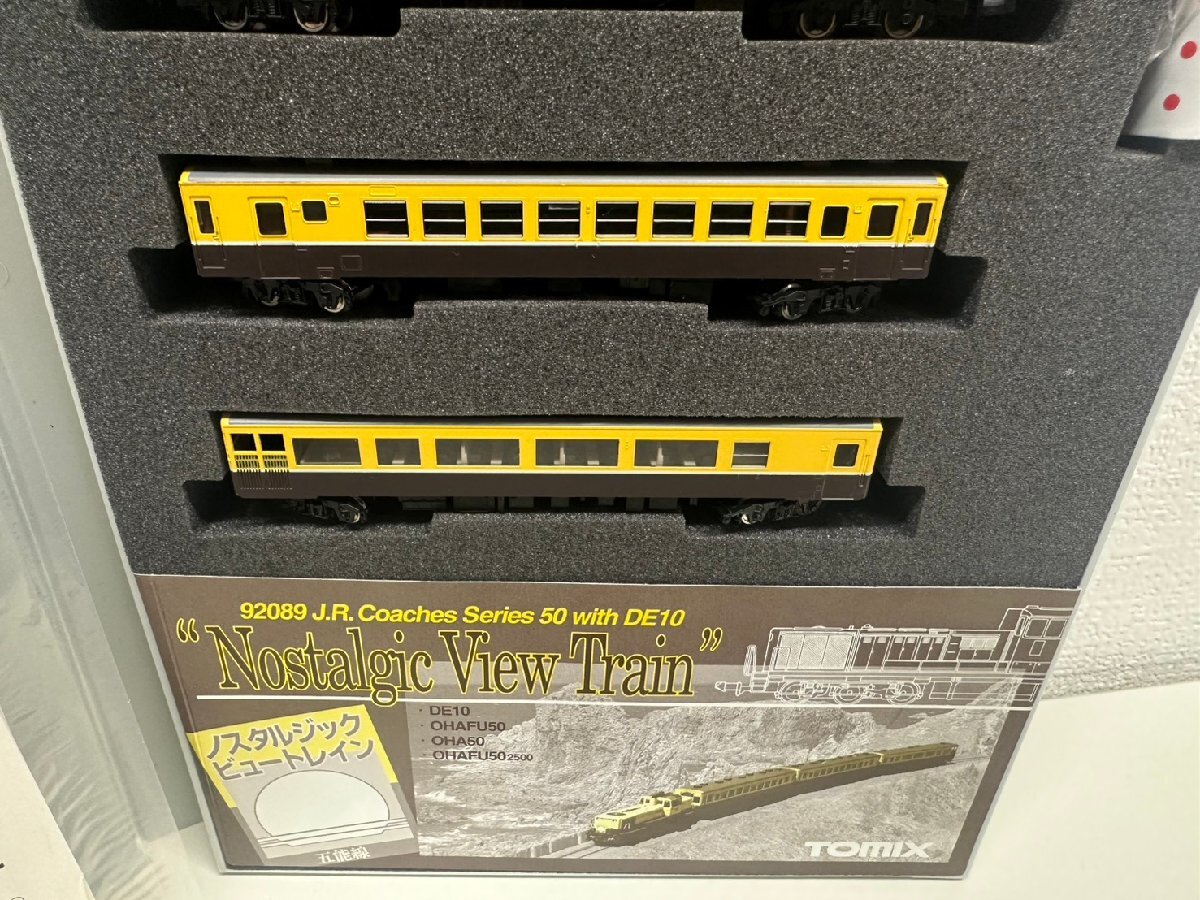 92089 J.R. Coaches Series 50 with DE10
“Nostalgic View Train”
· DE10
· OHAFU50
· OHA50
· OHAFU50 2500
ノスタルジック
ビュートレイン
五能線
TOMIX